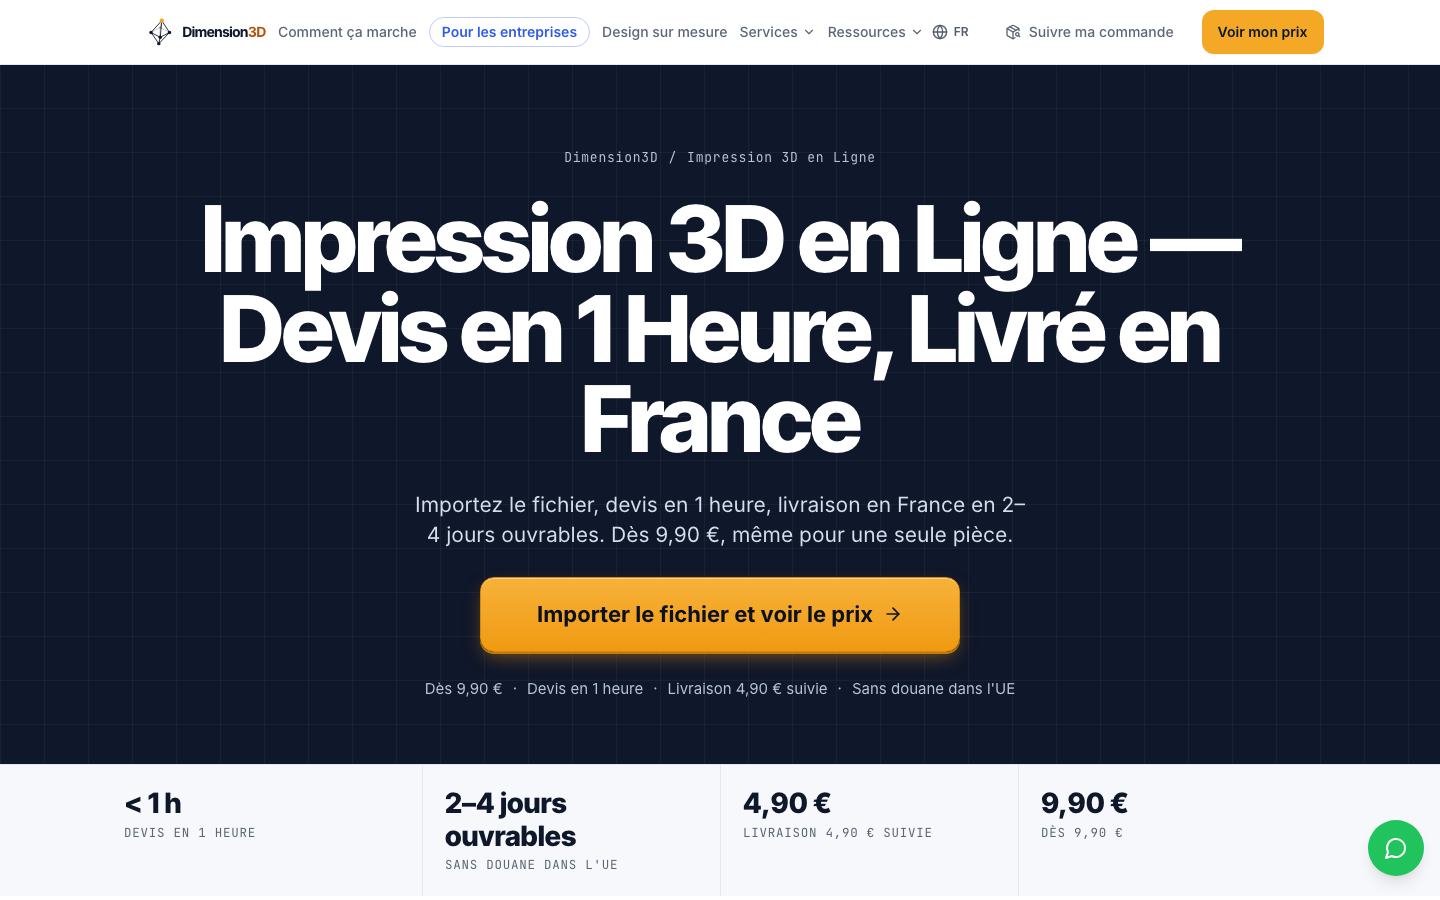 Dimension3D Comment ça marche Pour les entreprises Design sur mesure Services Ressources FR Suivre ma commande Voir mon prix
Dimension3D / Impression 3D en Ligne
Impression 3D en Ligne —
Devis en 1 Heure, Livré en
France
Importez le fichier, devis en 1 heure, livraison en France en 2–
4 jours ouvrables. Dès 9,90 €, même pour une seule pièce.
Importer le fichier et voir le prix →
Dès 9,90 € · Devis en 1 heure · Livraison 4,90 € suivie · Sans douane dans l'UE
< 1 h
DEVIS EN 1 HEURE
2–4 jours
ouvrables
SANS DOUANE DANS L'UE
4,90 €
LIVRAISON 4,90 € SUIVIE
9,90 €
DÈS 9,90 €